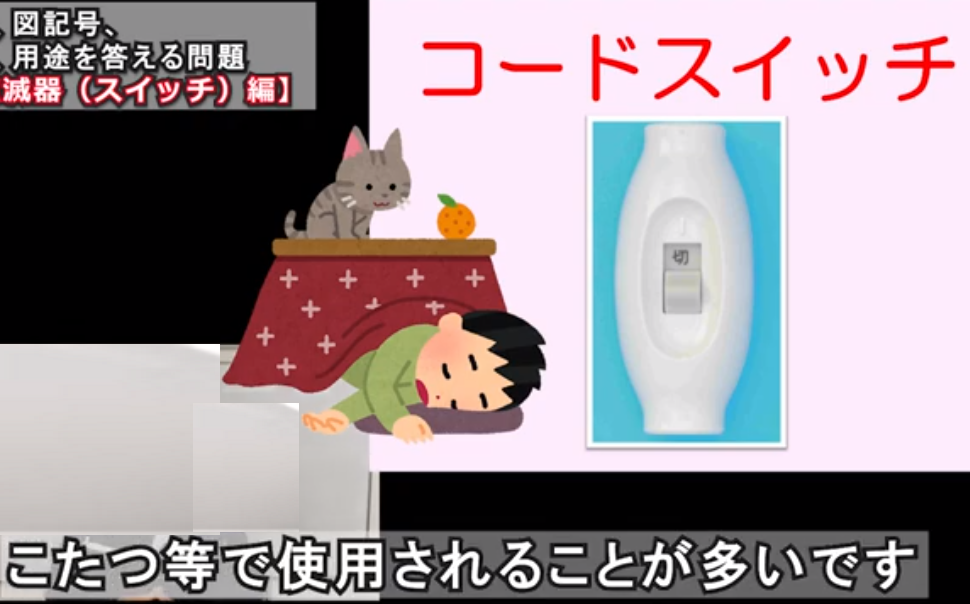 図記号、
用途を答える問題
滅器（スイッチ）編】
コードスイッチ
切
こたつ等で使用されることが多いです